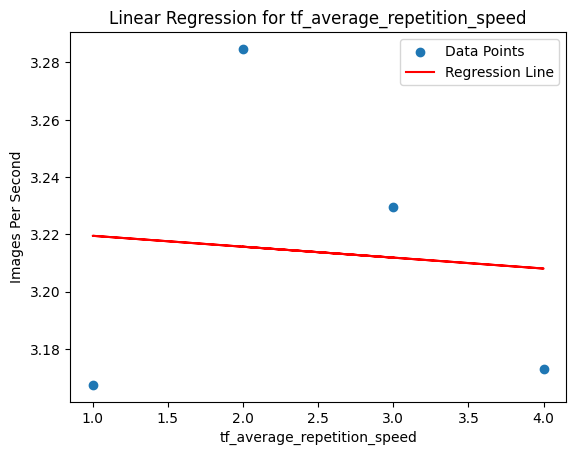 Linear Regression for tf_average_repetition_speed
Data Points
Regression Line
Images Per Second
3.28
3.26
3.24
3.22
3.20
3.18
1.0 1.5 2.0 2.5 3.0 3.5 4.0
tf_average_repetition_speed